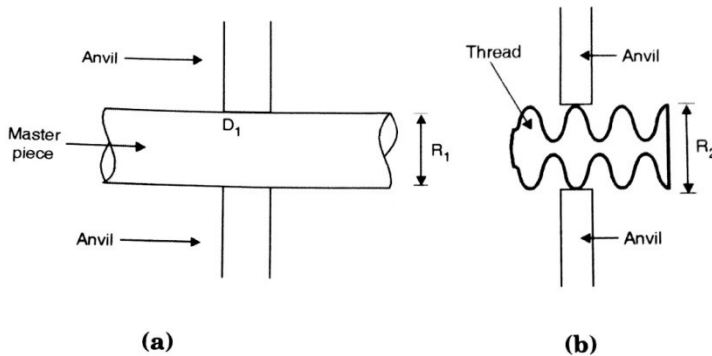 Anvil
D1
Master
piece
R1
Anvil
(a)
Thread
Anvil
R2
Anvil
(b)